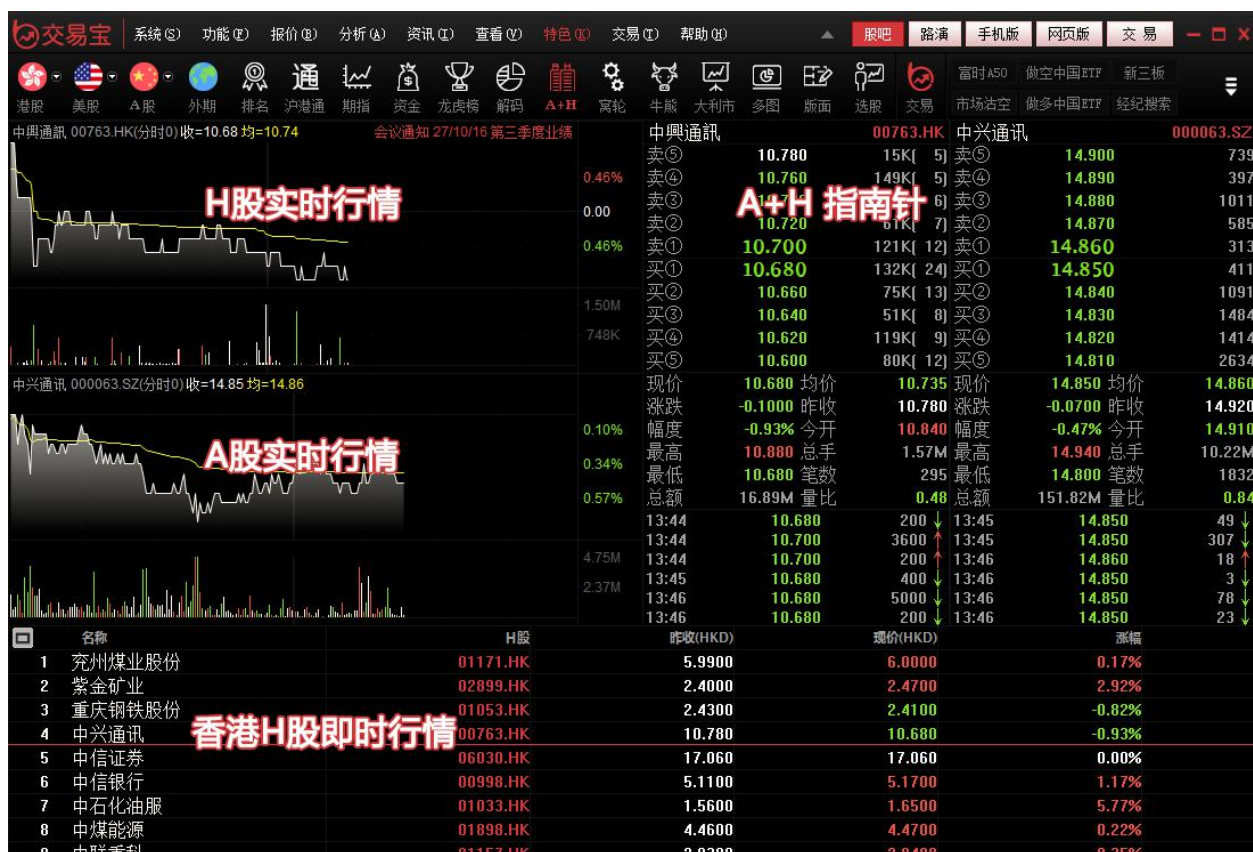 交易宝 系统(S) 功能(F) 报价(B) 分析(A) 资讯(I) 查看(V) 特色(K) 交易(T) 帮助(H) 股吧 路演 手机版 网页版 交 易
港股 美股 A股 外期 排名 沪港通 期指 资金 龙虎榜 解码 A+H 窝轮 牛熊 大利市 多图 版面 选股 交易
富时A50 做空中国ETF 新三板
市场沽空 做多中国ETF 经纪搜索
中興通訊 00763.HK(分时0) 收=10.68 均=10.74 会议通知 27/10/16 第三季度业绩
0.46%
0.00
0.46%
1.50M
748K
H股实时行情
中兴通讯 000063.SZ(分时0) 收=14.85 均=14.86
0.10%
0.34%
0.57%
4.75M
2.37M
A股实时行情
A+H 指南针
中興通訊 00763.HK 中兴通讯 000063.SZ
卖⑤ 10.780 15K( 5) 卖⑤ 14.900 739
卖④ 10.760 149K( 5) 卖④ 14.890 397
卖③ 6) 卖③ 14.880 1011
卖② 10.720 61K( 7) 卖② 14.870 585
卖① 10.700 121K( 12) 卖① 14.860 313
买① 10.680 132K( 24) 买① 14.850 411
买② 10.660 75K( 13) 买② 14.840 1091
买③ 10.640 51K( 8) 买③ 14.830 1484
买④ 10.620 119K( 9) 买④ 14.820 1414
买⑤ 10.600 80K( 12) 买⑤ 14.810 2634
现价 10.680 均价 10.735 现价 14.850 均价 14.860
涨跌 -0.1000 昨收 10.780 涨跌 -0.0700 昨收 14.920
幅度 -0.93% 今开 10.840 幅度 -0.47% 今开 14.910
最高 10.880 总手 1.57M 最高 14.940 总手 10.22M
最低 10.680 笔数 295 最低 14.800 笔数 1832
总额 16.89M 量比 0.48 总额 151.82M 量比 0.84
13:44 10.680 200 ↓ 13:45 14.850 49 ↓
13:44 10.700 3600 ↑ 13:45 14.850 307 ↓
13:44 10.700 200 ↑ 13:46 14.860 18 ↑
13:45 10.680 400 ↓ 13:46 14.850 3 ↓
13:46 10.680 5000 ↓ 13:46 14.850 78 ↓
13:46 10.680 200 ↓ 13:46 14.850 23 ↓
名称 H股 昨收(HKD) 现价(HKD) 涨幅
1 兖州煤业股份 01171.HK 5.9900 6.0000 0.17%
2 紫金矿业 02899.HK 2.4000 2.4700 2.92%
3 重庆钢铁股份 01053.HK 2.4300 2.4100 -0.82%
4 中兴通讯 00763.HK 10.780 10.680 -0.93%
香港H股即时行情
5 中信证券 06030.HK 17.060 17.060 0.00%
6 中信银行 00998.HK 5.1100 5.1700 1.17%
7 中石化油服 01033.HK 1.5600 1.6500 5.77%
8 中煤能源 01898.HK 4.4600 4.4700 0.22%